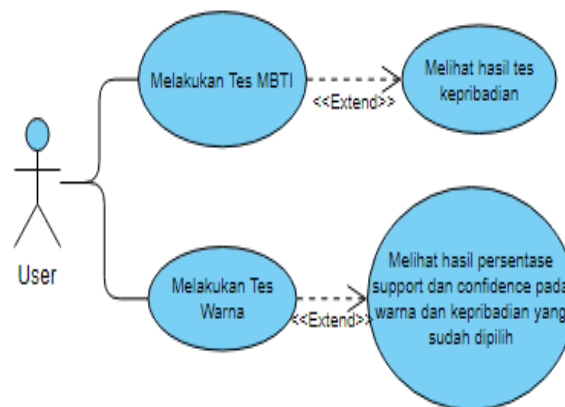 Melakukan Tes MBTI
<<Extend>>
Melihat hasil tes
kepribadian
User
Melakukan Tes
Warna
<<Extend>>
Melihat hasil persentase
support dan confidence pada
warna dan kepribadian yang
sudah dipilih